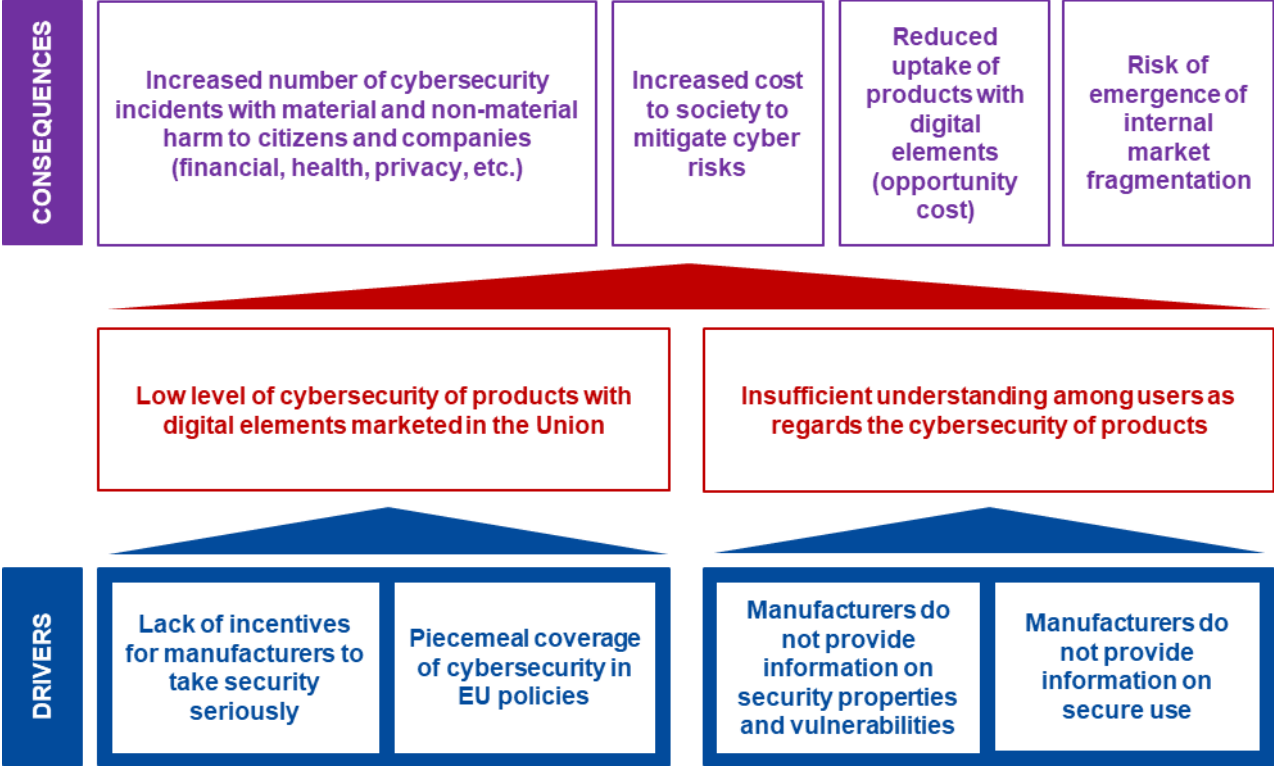 CONSEQUENCES
Increased number of cybersecurity
incidents with material and non-material
harm to citizens and companies
(financial, health, privacy, etc.)
Increased cost
to society to
mitigate cyber
risks
Reduced
uptake of
products with
digital
elements
(opportunity
cost)
Risk of
emergence of
internal
market
fragmentation
Low level of cybersecurity of products with
digital elements marketed in the Union
Insufficient understanding among users as
regards the cybersecurity of products
DRIVERS
Lack of incentives
for manufacturers to
take security
seriously
Piecemeal coverage
of cybersecurity in
EU policies
Manufacturers do
not provide
information on
security properties
and vulnerabilities
Manufacturers do
not provide
information on
secure use